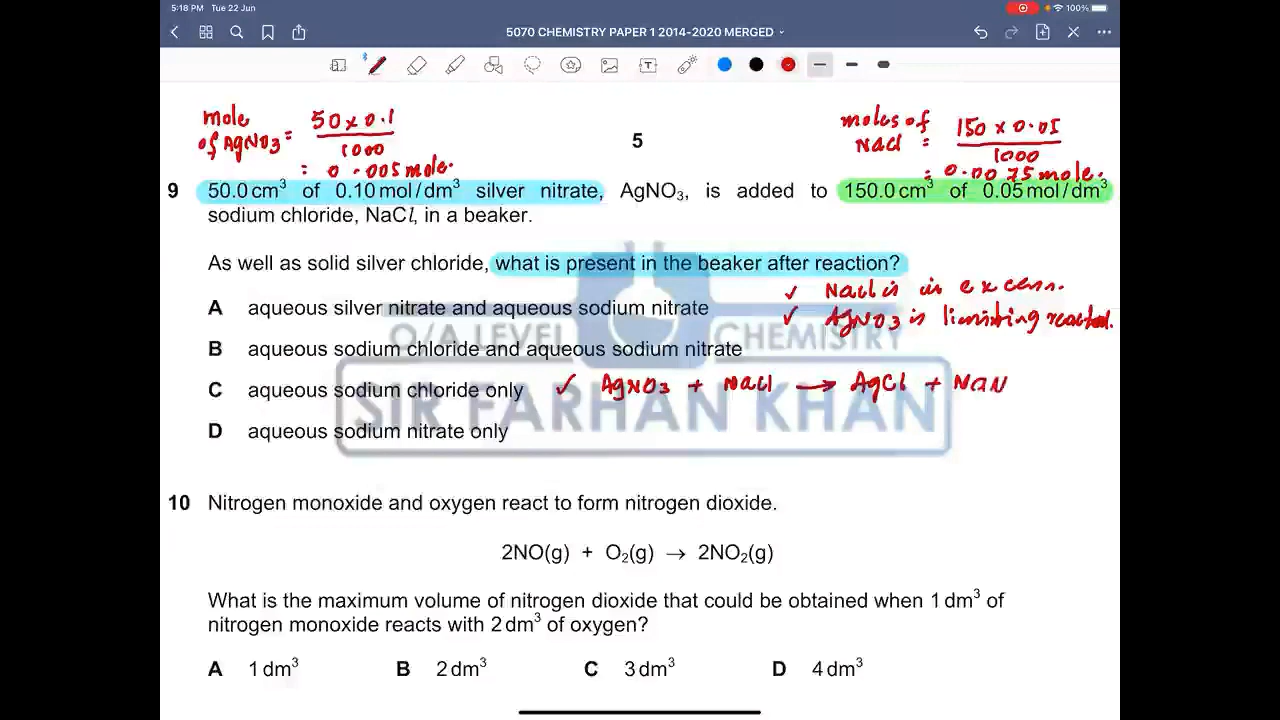 5:18 PM Tue 22 Jun 100%
5070 CHEMISTRY PAPER 1 2014-2020 MERGED
mole of AgNO3 = 50 x 0.1 / 1000
= 0.005 mole.
moles of NaCl = 150 x 0.05 / 1000
= 0.0075 mole.
5
9 50.0 cm³ of 0.10 mol/dm³ silver nitrate, AgNO₃, is added to 150.0 cm³ of 0.05 mol/dm³
sodium chloride, NaCl, in a beaker.
As well as solid silver chloride, what is present in the beaker after reaction?
✓ NaCl is in excess.
A aqueous silver nitrate and aqueous sodium nitrate
✓ AgNO3 is limiting
O/A LEVEL CHEMISTRY
B aqueous sodium chloride and aqueous sodium nitrate
C aqueous sodium chloride only
✓ AgNO3 + NaCl → AgCl + NaN
SIR FARHAN KHAN
D aqueous sodium nitrate only
10 Nitrogen monoxide and oxygen react to form nitrogen dioxide.
2NO(g) + O₂(g) → 2NO₂(g)
What is the maximum volume of nitrogen dioxide that could be obtained when 1 dm³ of
nitrogen monoxide reacts with 2 dm³ of oxygen?
A 1 dm³ B 2 dm³ C 3 dm³ D 4 dm³